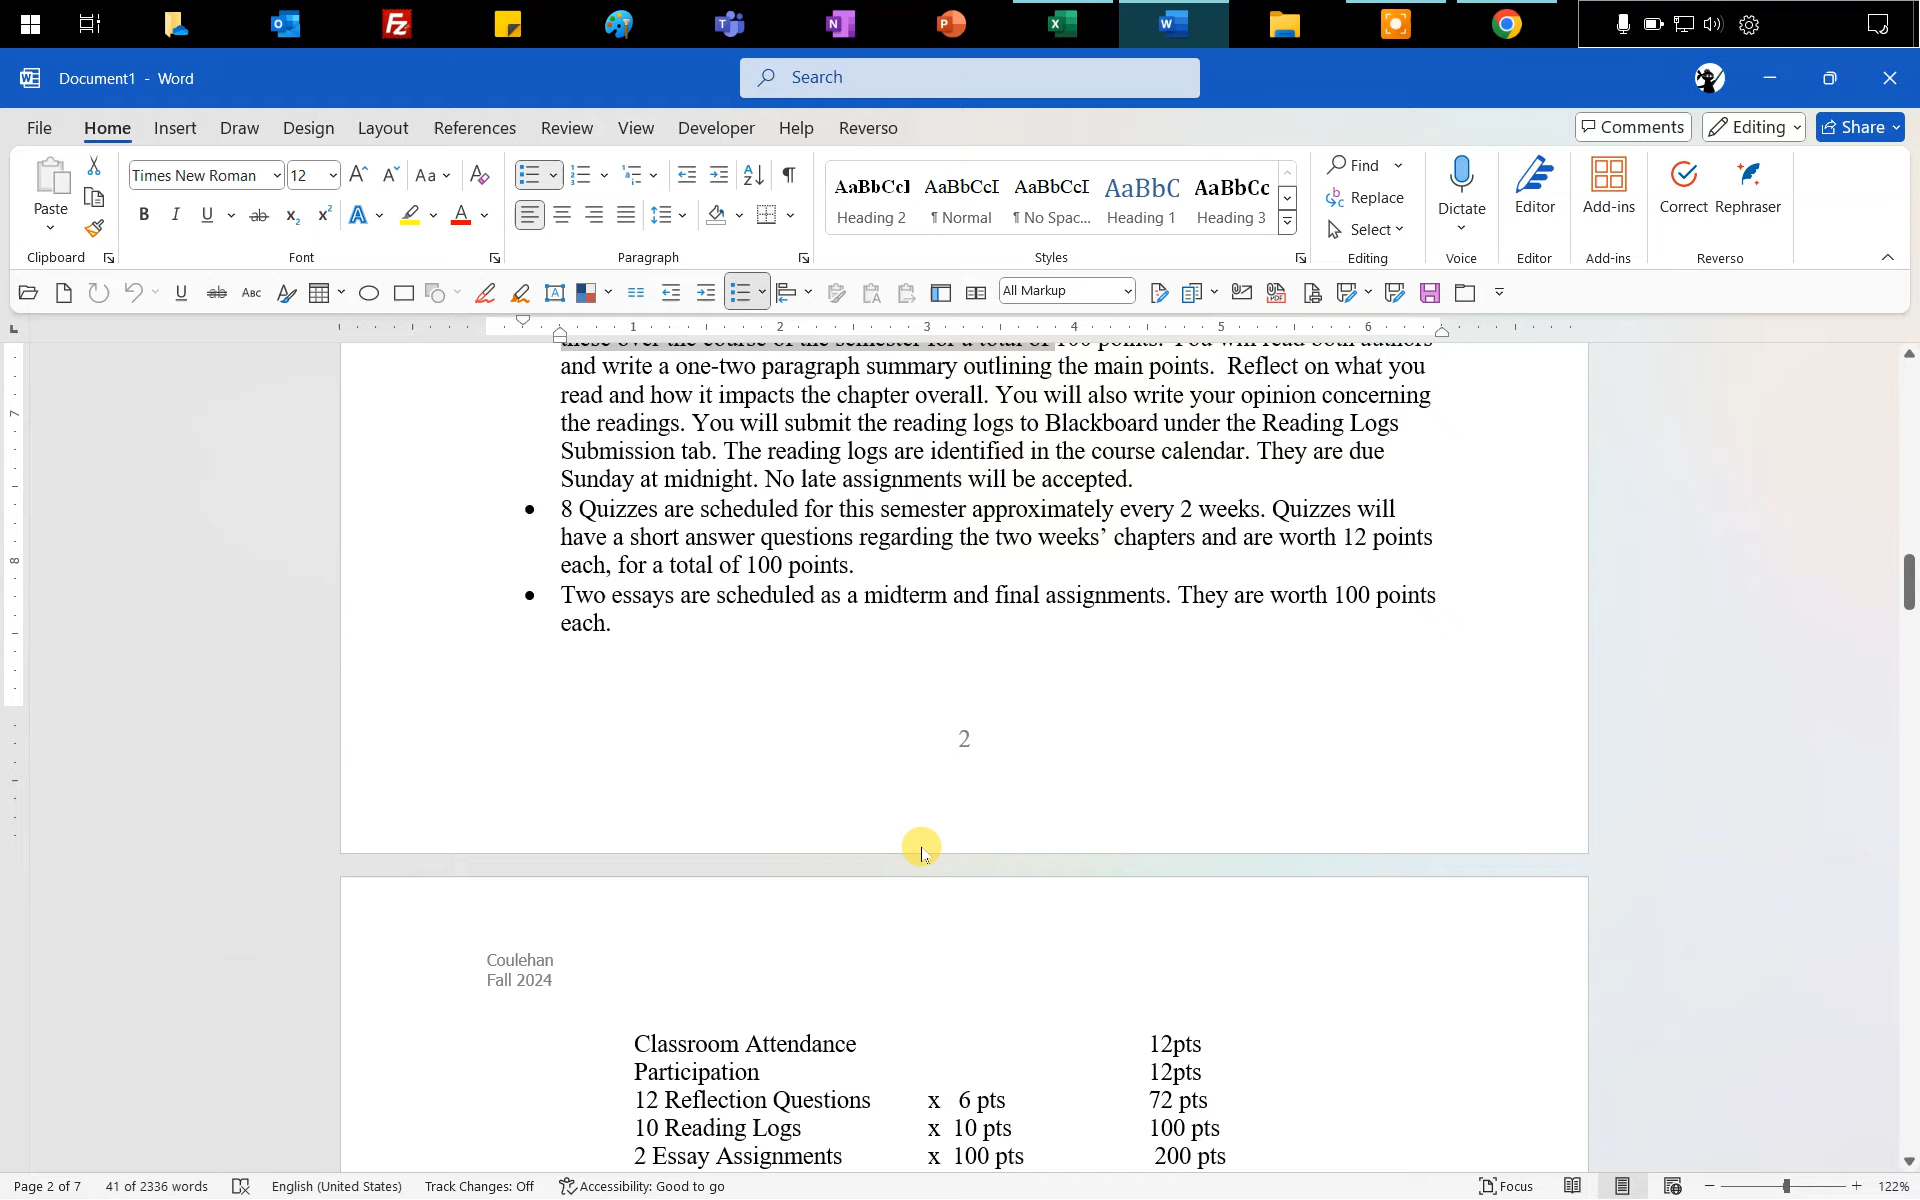 Document1 - Word
Search
File Home Insert Draw Design Layout References Review View Developer Help Reverso
Comments Editing Share
Paste
Clipboard
Times New Roman 12
Font
Paragraph
AaBbCcI AaBbCcI AaBbCcI AaBbC AaBbCc
Heading 2 ¶ Normal ¶ No Spac... Heading 1 Heading 3
Styles
Find
Replace
Select
Editing
Dictate
Voice
Editor
Editor
Add-ins
Add-ins
Correct Rephraser
Reverso
All Markup
1 2 3 4 5 6
7
8
these over the course of the semester for a total of 100 points. You will read both authors
and write a one-two paragraph summary outlining the main points. Reflect on what you
read and how it impacts the chapter overall. You will also write your opinion concerning
the readings. You will submit the reading logs to Blackboard under the Reading Logs
Submission tab. The reading logs are identified in the course calendar. They are due
Sunday at midnight. No late assignments will be accepted.
• 8 Quizzes are scheduled for this semester approximately every 2 weeks. Quizzes will
have a short answer questions regarding the two weeks’ chapters and are worth 12 points
each, for a total of 100 points.
• Two essays are scheduled as a midterm and final assignments. They are worth 100 points
each.
2
Coulehan
Fall 2024
Classroom Attendance 12pts
Participation 12pts
12 Reflection Questions x 6 pts 72 pts
10 Reading Logs x 10 pts 100 pts
2 Essay Assignments x 100 pts 200 pts
Page 2 of 7 41 of 2336 words English (United States) Track Changes: Off Accessibility: Good to go Focus 122%